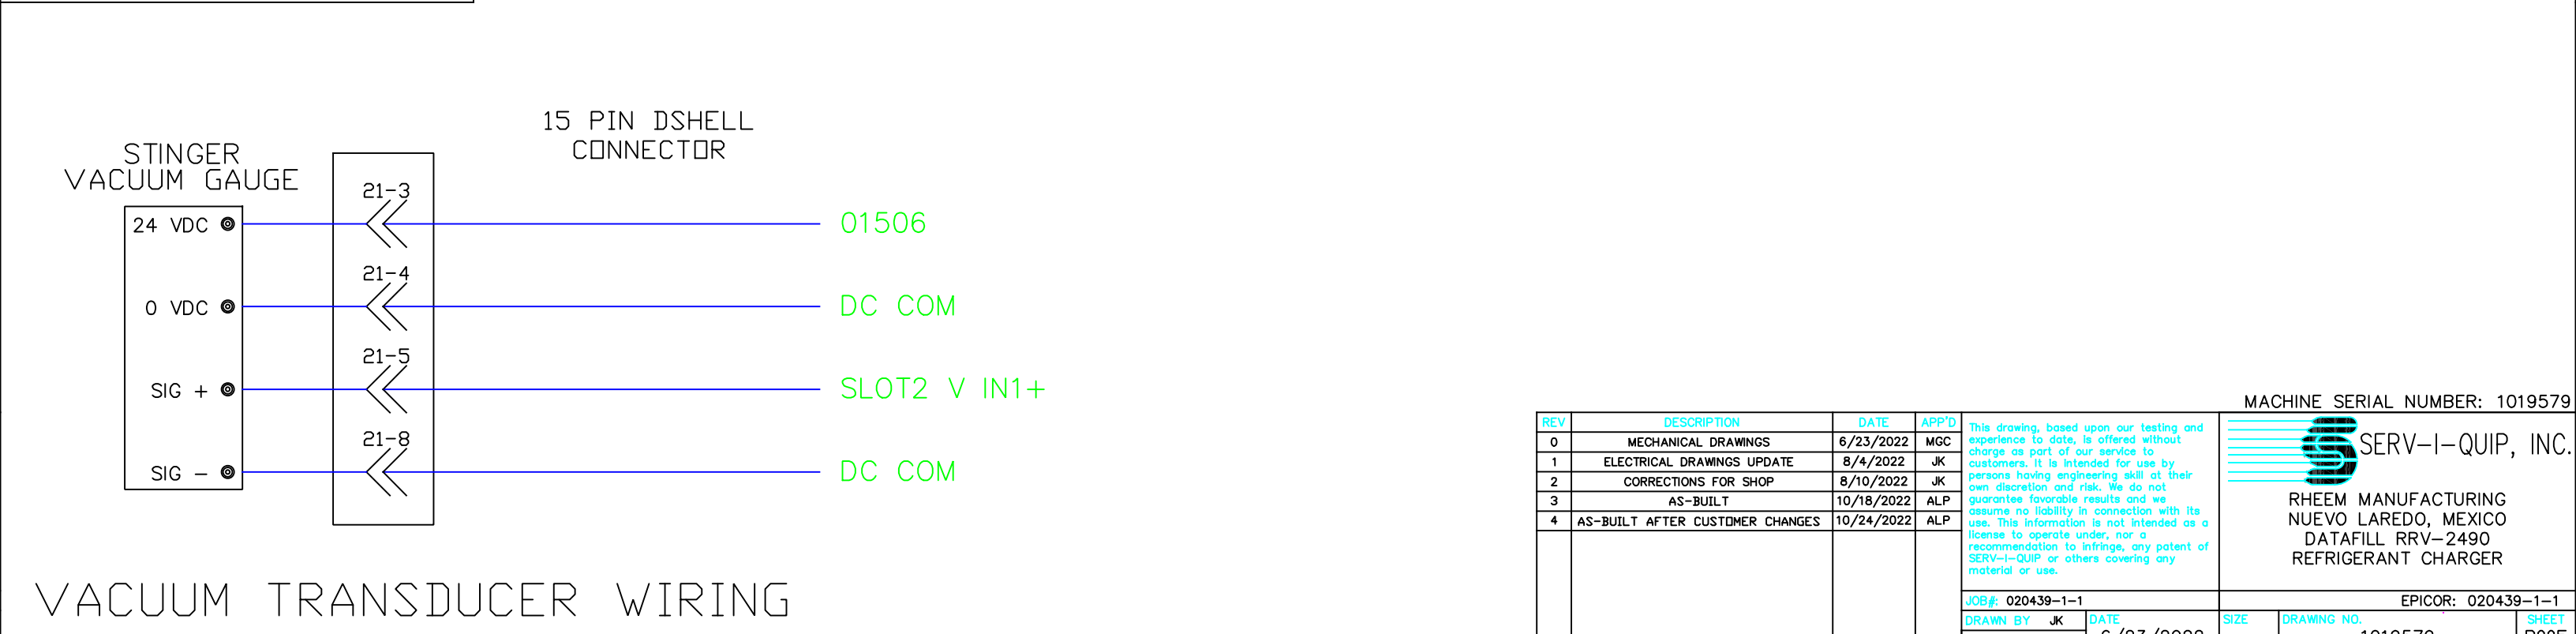 STINGER
VACUUM GAUGE
15 PIN DSHELL
CONNECTOR
21-3
24 VDC
01506
21-4
0 VDC
DC COM
21-5
SIG +
SLOT2 V IN1+
21-8
SIG -
DC COM
VACUUM TRANSDUCER WIRING
MACHINE SERIAL NUMBER: 1019579
REV DESCRIPTION DATE APP'D
0 MECHANICAL DRAWINGS 6/23/2022 MGC
1 ELECTRICAL DRAWINGS UPDATE 8/4/2022 JK
2 CORRECTIONS FOR SHOP 8/10/2022 JK
3 AS-BUILT 10/18/2022 ALP
4 AS-BUILT AFTER CUSTOMER CHANGES 10/24/2022 ALP
This drawing, based upon our testing and
experience to date, is offered without
charge as part of our service to
customers. It is intended for use by
persons having engineering skill at their
own discretion and risk. We do not
guarantee favorable results and we
assume no liability in connection with its
use. This information is not intended as a
license to operate under, nor a
recommendation to infringe, any patent of
SERV-I-QUIP or others covering any
material or use.
SERV-I-QUIP, INC.
RHEEM MANUFACTURING
NUEVO LAREDO, MEXICO
DATAFILL RRV-2490
REFRIGERANT CHARGER
JOB#: 020439-1-1
EPICOR: 020439-1-1
DRAWN BY JK
DATE
SIZE
DRAWING NO.
SHEET